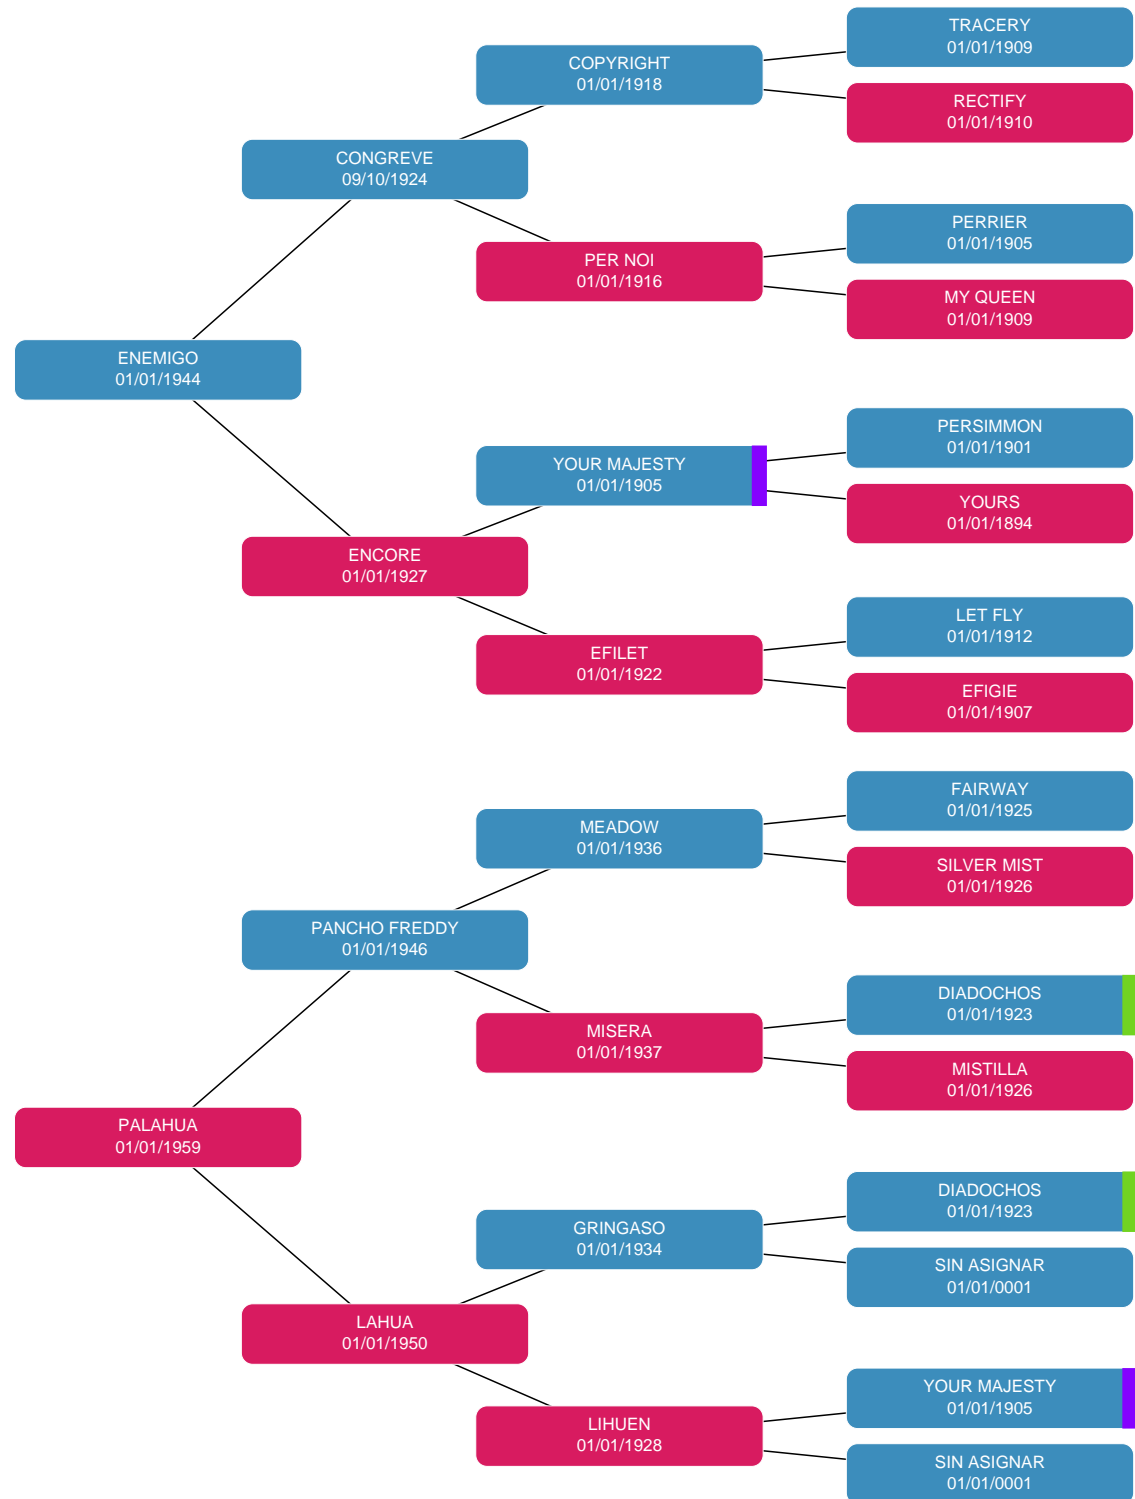 TRACERY
01/01/1909
COPYRIGHT
01/01/1918
RECTIFY
01/01/1910
CONGREVE
09/10/1924
PERRIER
01/01/1905
PER NOI
01/01/1916
MY QUEEN
01/01/1909
ENEMIGO
01/01/1944
PERSIMMON
01/01/1901
YOUR MAJESTY
01/01/1905
YOURS
01/01/1894
ENCORE
01/01/1927
LET FLY
01/01/1912
EFILET
01/01/1922
EFIGIE
01/01/1907
FAIRWAY
01/01/1925
MEADOW
01/01/1936
SILVER MIST
01/01/1926
PANCHO FREDDY
01/01/1946
DIADOCHOS
01/01/1923
MISERA
01/01/1937
MISTILLA
01/01/1926
PALAHUA
01/01/1959
DIADOCHOS
01/01/1923
GRINGASO
01/01/1934
SIN ASIGNAR
01/01/0001
LAHUA
01/01/1950
YOUR MAJESTY
01/01/1905
LIHUEN
01/01/1928
SIN ASIGNAR
01/01/0001